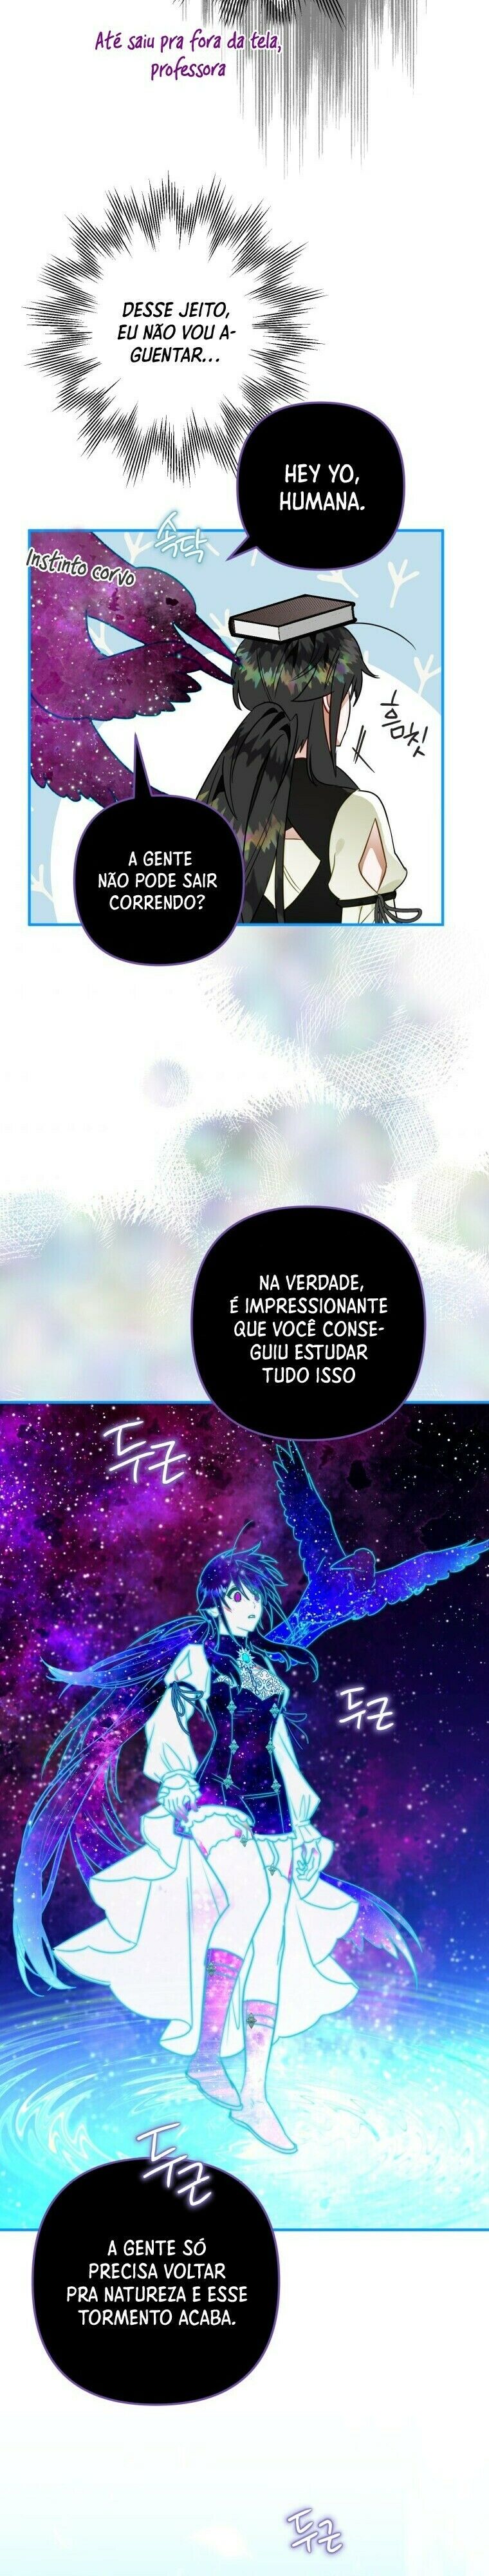 Até saiu pra fora da tela,
professora
DESSE JEITO,
EU NÃO VOU A-
GUENTAR...
HEY YO,
HUMANA.
속닥
Instinto corvo
흠칫
A GENTE
NÃO PODE SAIR
CORRENDO?
NA VERDADE,
É IMPRESSIONANTE
QUE VOCÊ CONSE-
GUIU ESTUDAR
TUDO ISSO
두근
두근
두근
A GENTE SÓ
PRECISA VOLTAR
PRA NATUREZA E ESSE
TORMENTO ACABA.
두근